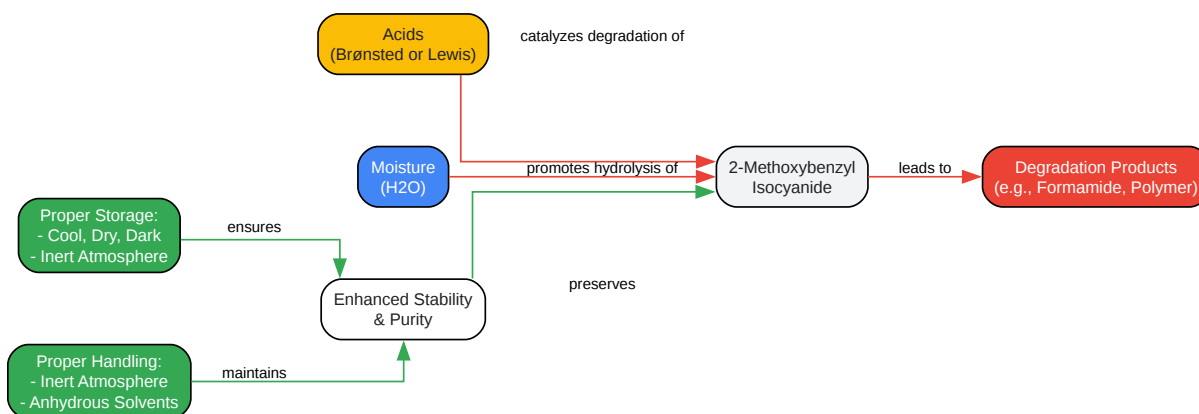 Acids
(Brønsted or Lewis)
catalyzes degradation of
Moisture
(H2O)
promotes hydrolysis of
2-Methoxybenzyl
Isocyanide
leads to
Degradation Products
(e.g., Formamide, Polymer)
Proper Storage:
- Cool, Dry, Dark
- Inert Atmosphere
ensures
Enhanced Stability
& Purity
preserves
Proper Handling:
- Inert Atmosphere
- Anhydrous Solvents
maintains